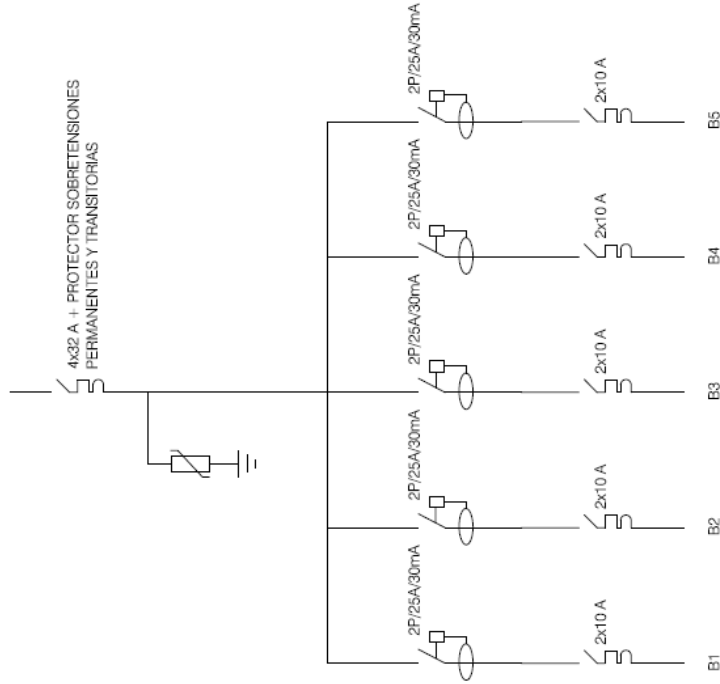 4x32 A + PROTECTOR SOBRETENSIONES
PERMANENTES Y TRANSITORIAS
2P/25A/30mA
2P/25A/30mA
2P/25A/30mA
2P/25A/30mA
2P/25A/30mA
2x10 A
2x10 A
2x10 A
2x10 A
2x10 A
B1
B2
B3
B4
B5